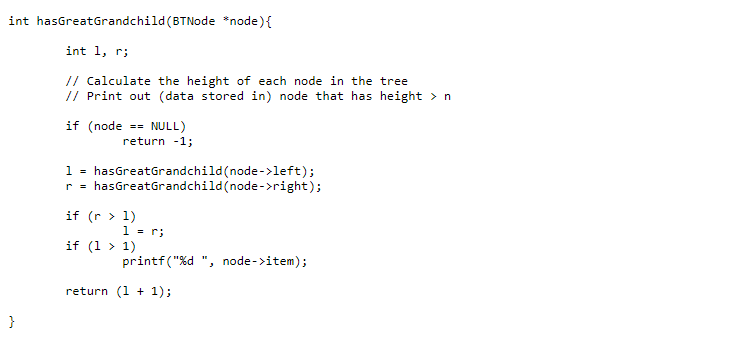 int hasGreatGrandchild(BTNode *node){
int l, r;
// Calculate the height of each node in the tree
// Print out (data stored in) node that has height > n
if (node == NULL)
return -1;
l = hasGreatGrandchild(node->left);
r = hasGreatGrandchild(node->right);
if (r > l)
l = r;
if (l > 1)
printf("%d ", node->item);
return (l + 1);
}